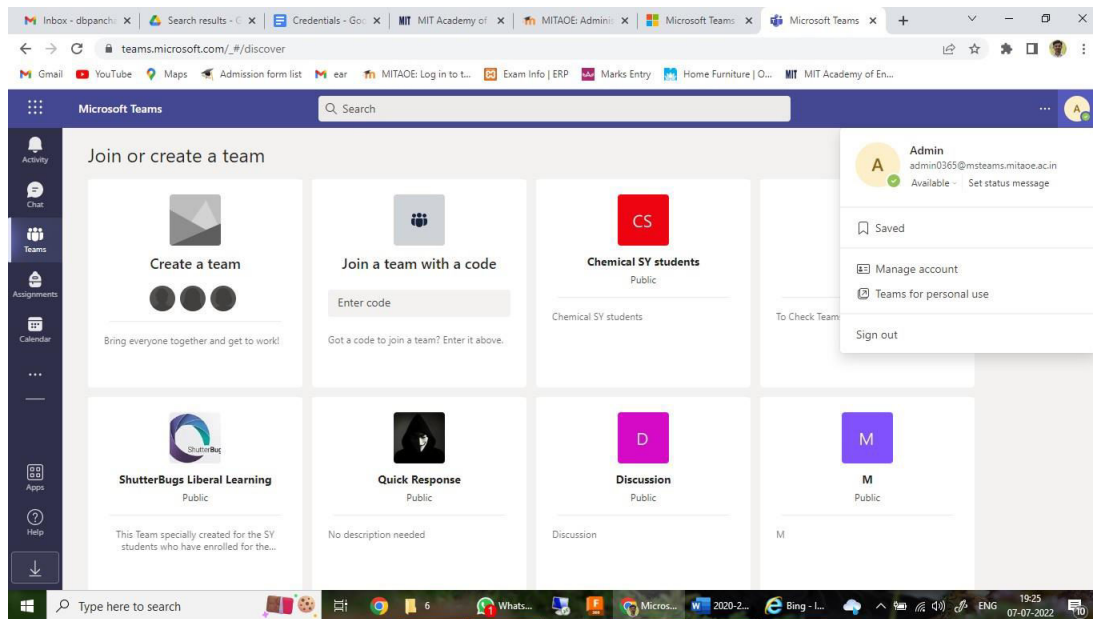 Inbox - dbpancha
Search results - G
Credentials - Goo
MIT MIT Academy of
MITAOE: Admini
Microsoft Teams
Microsoft Teams
teams.microsoft.com/_#/discover
Gmail
YouTube
Maps
Admission form list
ear
MITAOE: Log in to t...
Exam Info | ERP
Marks Entry
Home Furniture | O...
MIT MIT Academy of En...
Microsoft Teams
Search
A
Activity
Chat
Teams
Assignments
Calendar
Apps
Help
Join or create a team
Create a team
Bring everyone together and get to work!
Join a team with a code
Enter code
Got a code to join a team? Enter it above.
CS
Chemical SY students
Public
Chemical SY students
To Check Team
A
Admin
admin0365@msteams.mitaoe.ac.in
Available
Set status message
Saved
Manage account
Teams for personal use
Sign out
ShutterBug
ShutterBugs Liberal Learning
Public
This Team specially created for the SY
students who have enrolled for the...
Quick Response
Public
No description needed
D
Discussion
Public
Discussion
M
M
Public
M
Type here to search
6
1
Whats...
Micros...
2020-2...
Bing - I...
ENG
19:25
07-07-2022